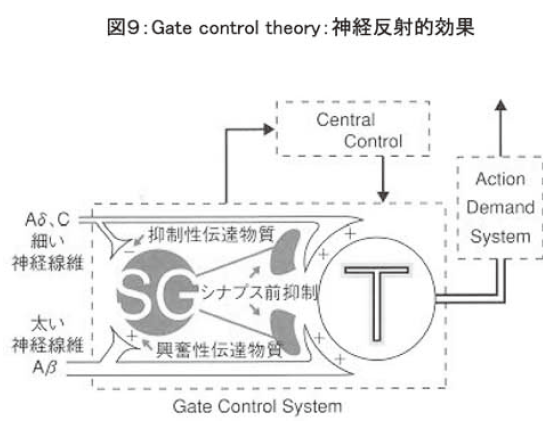 図9:Gate control theory:神経反射的効果
Central
Control
Action
Demand
System
Aδ、C
細い
神経線維
抑制性伝達物質
−
+
+
SG
シナプス前抑制
T
太い
神経線維
Aβ
+
興奮性伝達物質
+
+
Gate Control System